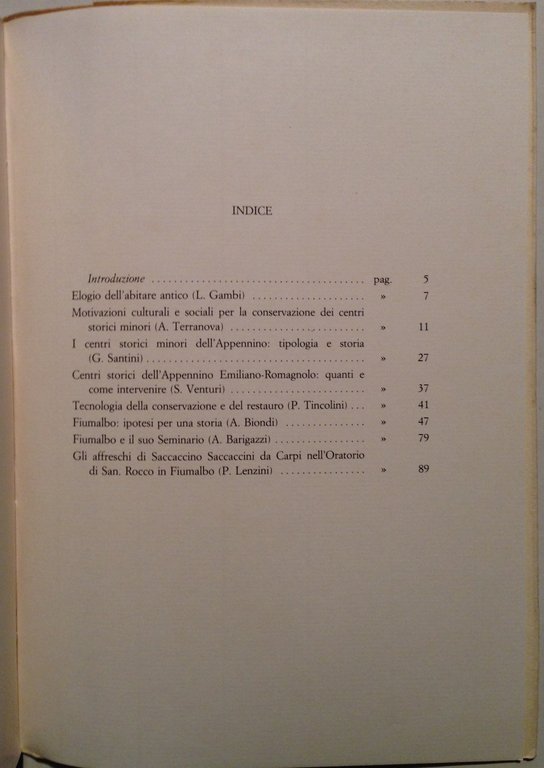 INDICE
Introduzione ...................................... pag. 5
Elogio dell'abitare antico (L. Gambi) .................... » 7
Motivazioni culturali e sociali per la conservazione dei centri
storici minori (A. Terranova) ........................ » 11
I centri storici minori dell'Appennino: tipologia e storia
(G. Santini) ....................................... » 27
Centri storici dell'Appennino Emiliano-Romagnolo: quanti e
come intervenire (S. Venturi) ......................... » 37
Tecnologia della conservazione e del restauro (P. Tincolini) ... » 41
Fiumalbo: ipotesi per una storia (A. Biondi) .............. » 47
Fiumalbo e il suo Seminario (A. Barigazzi) ................ » 79
Gli affreschi di Saccaccino Saccaccini da Carpi nell'Oratorio
di San. Rocco in Fiumalbo (P. Lenzini) ................ » 89